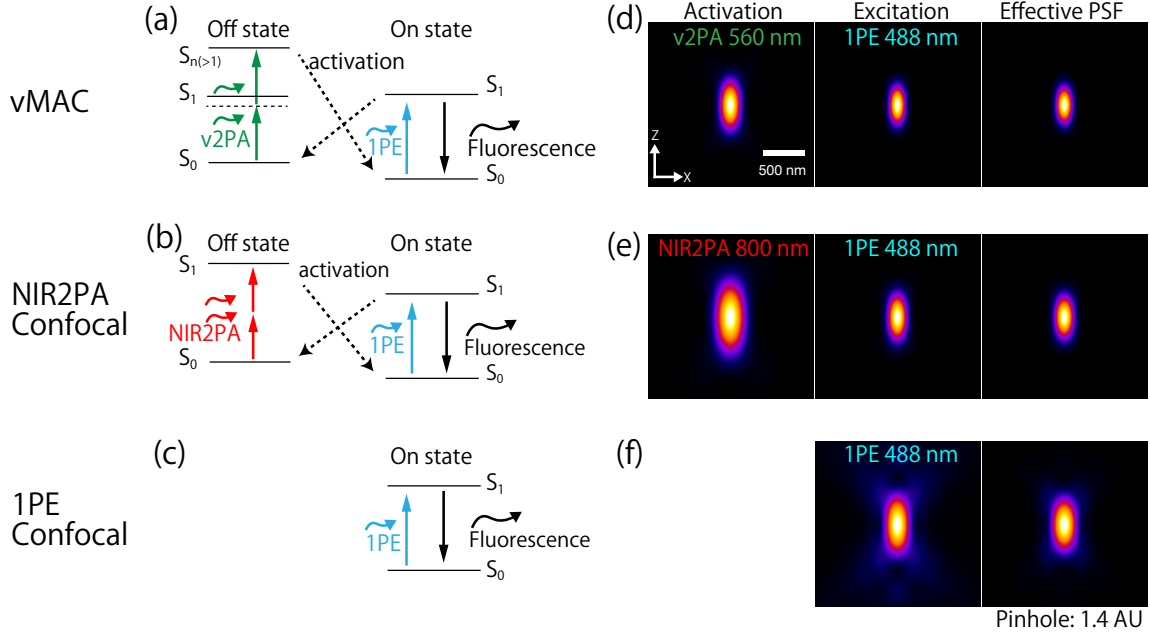 (a)
Off state
On state
Sn(>1)
activation
S1
S1
vMAC
v2PA
1PE
Fluorescence
S0
S0
(d)
Activation
Excitation
Effective PSF
v2PA 560 nm
1PE 488 nm
Z
X
500 nm
(b)
Off state
On state
S1
activation
S1
NIR2PA
Confocal
NIR2PA
1PE
Fluorescence
S0
S0
(e)
NIR2PA 800 nm
1PE 488 nm
(c)
On state
S1
1PE
Confocal
1PE
Fluorescence
S0
(f)
1PE 488 nm
Pinhole: 1.4 AU